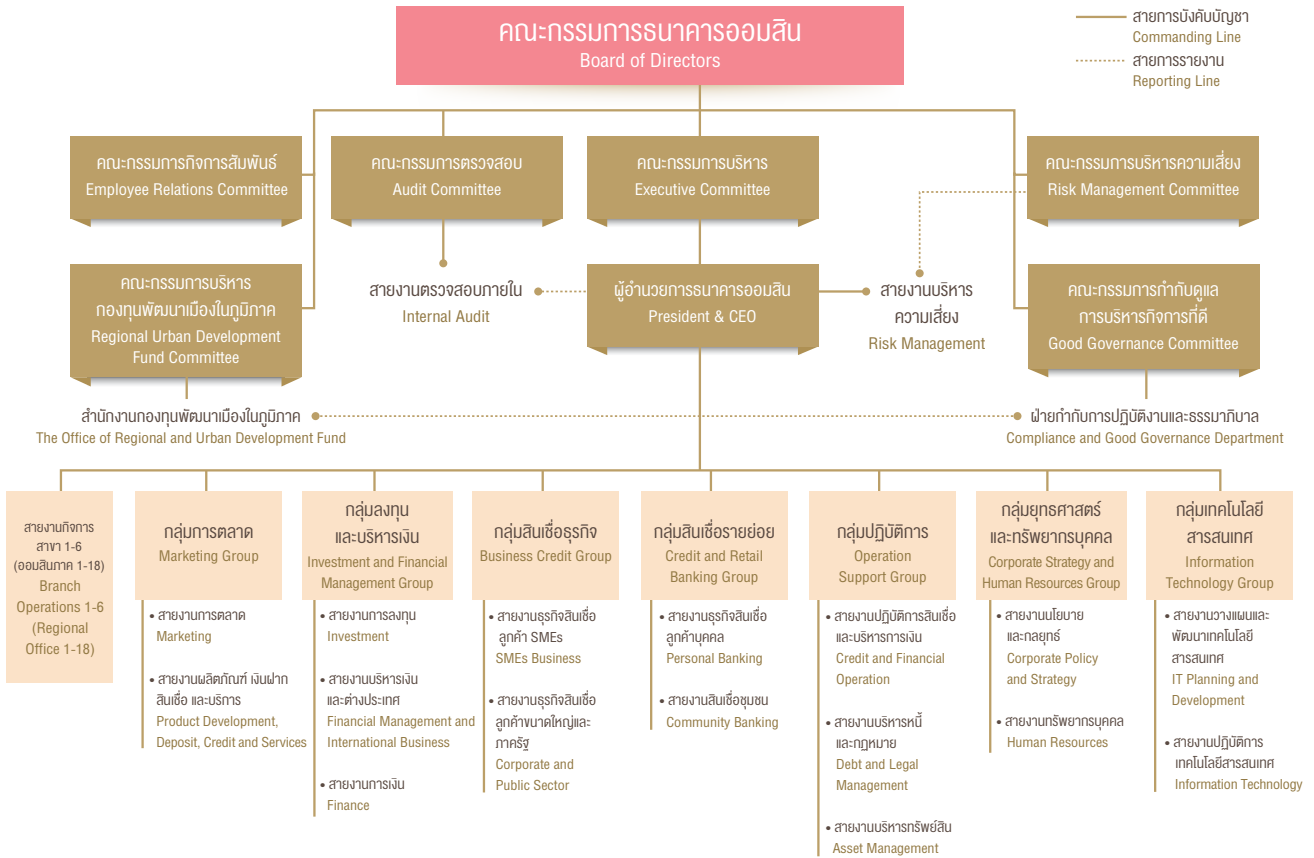 คณะกรรมการธนาคารออมสิน
Board of Directors
สายการบังคับบัญชา
Commanding Line
สายการรายงาน
Reporting Line
คณะกรรมการกิจการสัมพันธ์
Employee Relations Committee
คณะกรรมการตรวจสอบ
Audit Committee
คณะกรรมการบริหาร
Executive Committee
คณะกรรมการบริหารความเสี่ยง
Risk Management Committee
คณะกรรมการบริหาร
กองทุนพัฒนาเมืองในภูมิภาค
Regional Urban Development
Fund Committee
สายงานตรวจสอบภายใน
Internal Audit
ผู้อำนวยการธนาคารออมสิน
President & CEO
สายงานบริหาร
ความเสี่ยง
Risk Management
คณะกรรมการกำกับดูแล
การบริหารกิจการที่ดี
Good Governance Committee
สำนักงานกองทุนพัฒนาเมืองในภูมิภาค
The Office of Regional and Urban Development Fund
ฝ่ายกำกับการปฏิบัติงานและธรรมาภิบาล
Compliance and Good Governance Department
สายงานกิจการ
สาขา 1-6
(ออมสินภาค 1-18)
Branch
Operations 1-6
(Regional
Office 1-18)
กลุ่มการตลาด
Marketing Group
• สายงานการตลาด
Marketing
• สายงานผลิตภัณฑ์ เงินฝาก
สินเชื่อ และบริการ
Product Development,
Deposit, Credit and Services
กลุ่มลงทุน
และบริหารเงิน
Investment and Financial
Management Group
• สายงานการลงทุน
Investment
• สายงานบริหารเงิน
และต่างประเทศ
Financial Management and
International Business
• สายงานการเงิน
Finance
กลุ่มสินเชื่อธุรกิจ
Business Credit Group
• สายงานธุรกิจสินเชื่อ
ลูกค้า SMEs
SMEs Business
• สายงานธุรกิจสินเชื่อ
ลูกค้าขนาดใหญ่และ
ภาครัฐ
Corporate and
Public Sector
กลุ่มสินเชื่อรายย่อย
Credit and Retail
Banking Group
• สายงานธุรกิจสินเชื่อ
ลูกค้าบุคคล
Personal Banking
• สายงานสินเชื่อชุมชน
Community Banking
กลุ่มปฏิบัติการ
Operation
Support Group
• สายงานปฏิบัติการสินเชื่อ
และบริหารการเงิน
Credit and Financial
Operation
• สายงานบริหารหนี้
และกฎหมาย
Debt and Legal
Management
• สายงานบริหารทรัพย์สิน
Asset Management
กลุ่มยุทธศาสตร์
และทรัพยากรบุคคล
Corporate Strategy and
Human Resources Group
• สายงานนโยบาย
และกลยุทธ์
Corporate Policy
and Strategy
• สายงานทรัพยากรบุคคล
Human Resources
กลุ่มเทคโนโลยี
สารสนเทศ
Information
Technology Group
• สายงานวางแผนและ
พัฒนาเทคโนโลยี
สารสนเทศ
IT Planning and
Development
• สายงานปฏิบัติการ
เทคโนโลยีสารสนเทศ
Information Technology